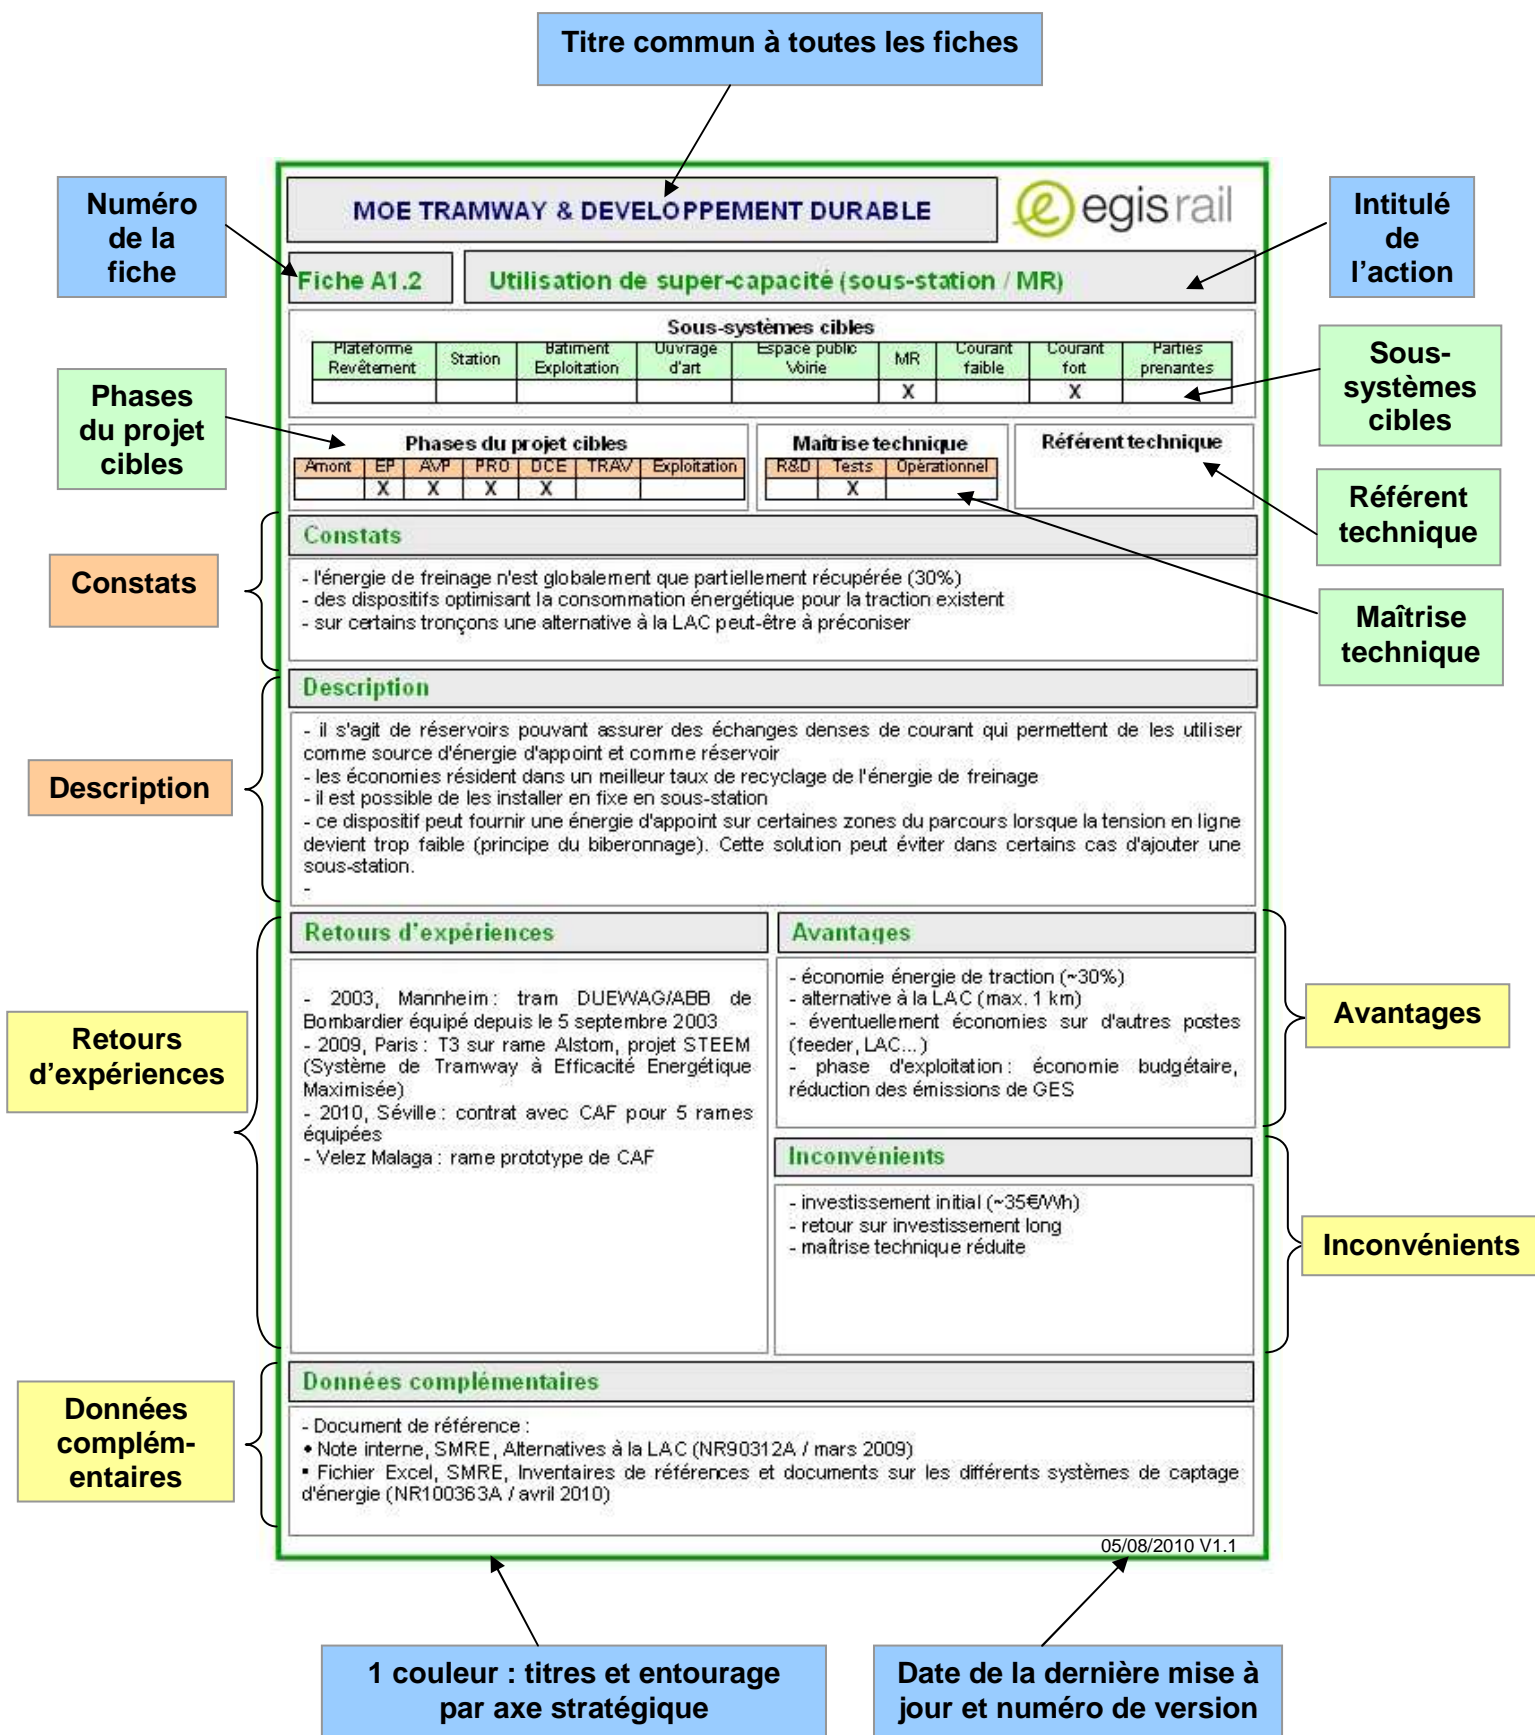 Titre commun à toutes les fiches
Numéro
de la
fiche
MOE TRAMWAY & DEVELOPPEMENT DURABLE
egis rail
Intitulé
de
l'action
Fiche A1.2
Utilisation de super-capacité (sous-station / MR)
Sous-systèmes cibles
Plateforme Revêtement
Station
Batiment Exploitation
Ouvrage d'art
Espace public Voirie
MR
Courant faible
Courant fort
Parties prenantes
X
X
Sous-
systèmes
cibles
Phases
du projet
cibles
Phases du projet cibles
Amont EP AVP PRO DCE TRAV Exploitation
X X X X
Maîtrise technique
R&D Tests Opérationnel
X
Référent technique
Référent
technique
Maîtrise
technique
Constats
Constats
- l'énergie de freinage n'est globalement que partiellement récupérée (30%)
- des dispositifs optimisant la consommation énergétique pour la traction existent
- sur certains tronçons une alternative à la LAC peut-être à préconiser
Description
Description
- il s'agit de réservoirs pouvant assurer des échanges denses de courant qui permettent de les utiliser
comme source d'énergie d'appoint et comme réservoir
- les économies résident dans un meilleur taux de recyclage de l'énergie de freinage
- il est possible de les installer en fixe en sous-station
- ce dispositif peut fournir une énergie d'appoint sur certaines zones du parcours lorsque la tension en ligne
devient trop faible (principe du biberonnage). Cette solution peut éviter dans certains cas d'ajouter une
sous-station.
-
Retours
d'expériences
Retours d'expériences
- 2003, Mannheim : tram DUEWAG/ABB de
Bombardier équipé depuis le 5 septembre 2003
- 2009, Paris : T3 sur rame Alstom, projet STEEM
(Système de Tramway à Efficacité Energétique
Maximisée)
- 2010, Séville : contrat avec CAF pour 5 rames
équipées
- Velez Malaga : rame prototype de CAF
Avantages
- économie énergie de traction (~30%)
- alternative à la LAC (max. 1 km)
- éventuellement économies sur d'autres postes
(feeder, LAC...)
- phase d'exploitation : économie budgétaire,
réduction des émissions de GES
Avantages
Inconvénients
- investissement initial (~35€/Wh)
- retour sur investissement long
- maîtrise technique réduite
Inconvénients
Données
complém-
entaires
Données complémentaires
- Document de référence :
• Note interne, SMRE, Alternatives à la LAC (NR90312A / mars 2009)
▪ Fichier Excel, SMRE, Inventaires de références et documents sur les différents systèmes de captage
d'énergie (NR100363A / avril 2010)
05/08/2010 V1.1
1 couleur : titres et entourage
par axe stratégique
Date de la dernière mise à
jour et numéro de version